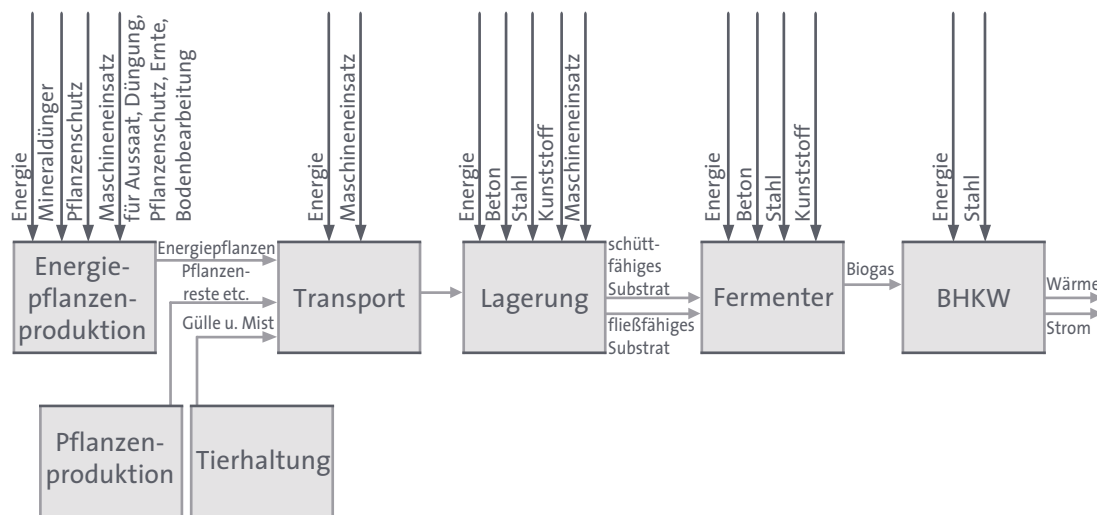 Energie
Mineraldünger
Pflanzenschutz
Maschineneinsatz
für Aussaat, Düngung,
Pflanzenschutz, Ernte,
Bodenbearbeitung
Energie
Maschineneinsatz
Energie
Beton
Stahl
Kunststoff
Maschineneinsatz
Energie
Beton
Stahl
Kunststoff
Energie
Stahl
Energie-
pflanzen-
produktion
Energiepflanzen
Pflanzen-
reste etc.
Gülle u. Mist
Transport
Lagerung
schütt-
fähiges
Substrat
fließfähiges
Substrat
Fermenter
Biogas
BHKW
Wärme
Strom
Pflanzen-
produktion
Tierhaltung